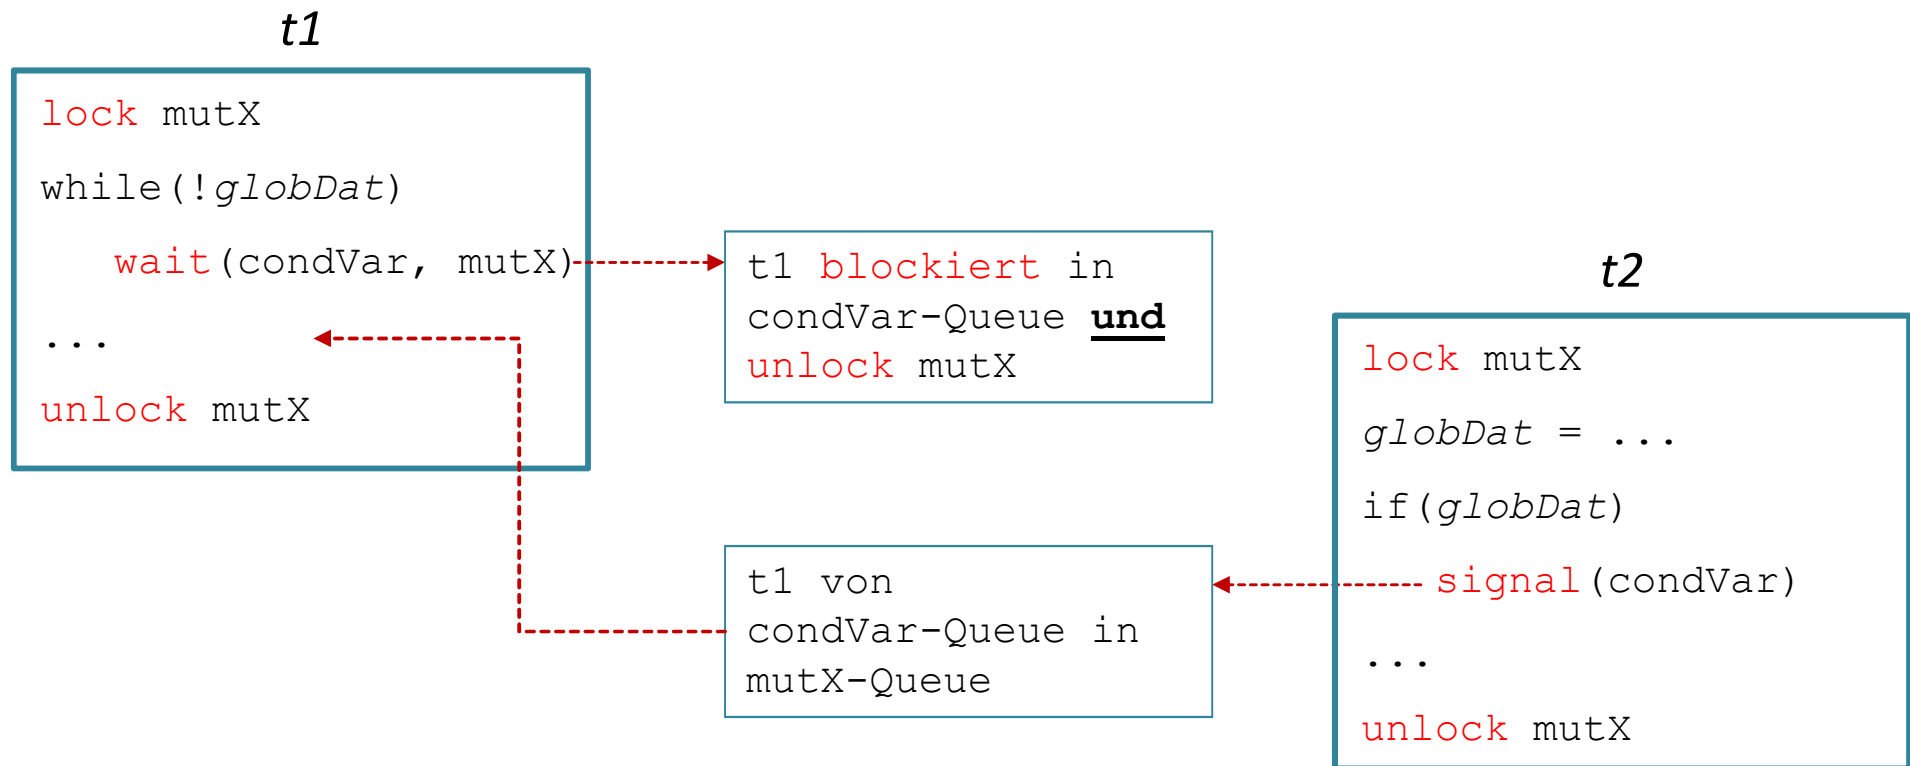 t1
lock mutX
while(!globDat)
wait(condVar, mutX)
...
unlock mutX
t1 blockiert in
condVar-Queue und
unlock mutX
t1 von
condVar-Queue in
mutX-Queue
t2
lock mutX
globDat = ...
if(globDat)
signal(condVar)
...
unlock mutX